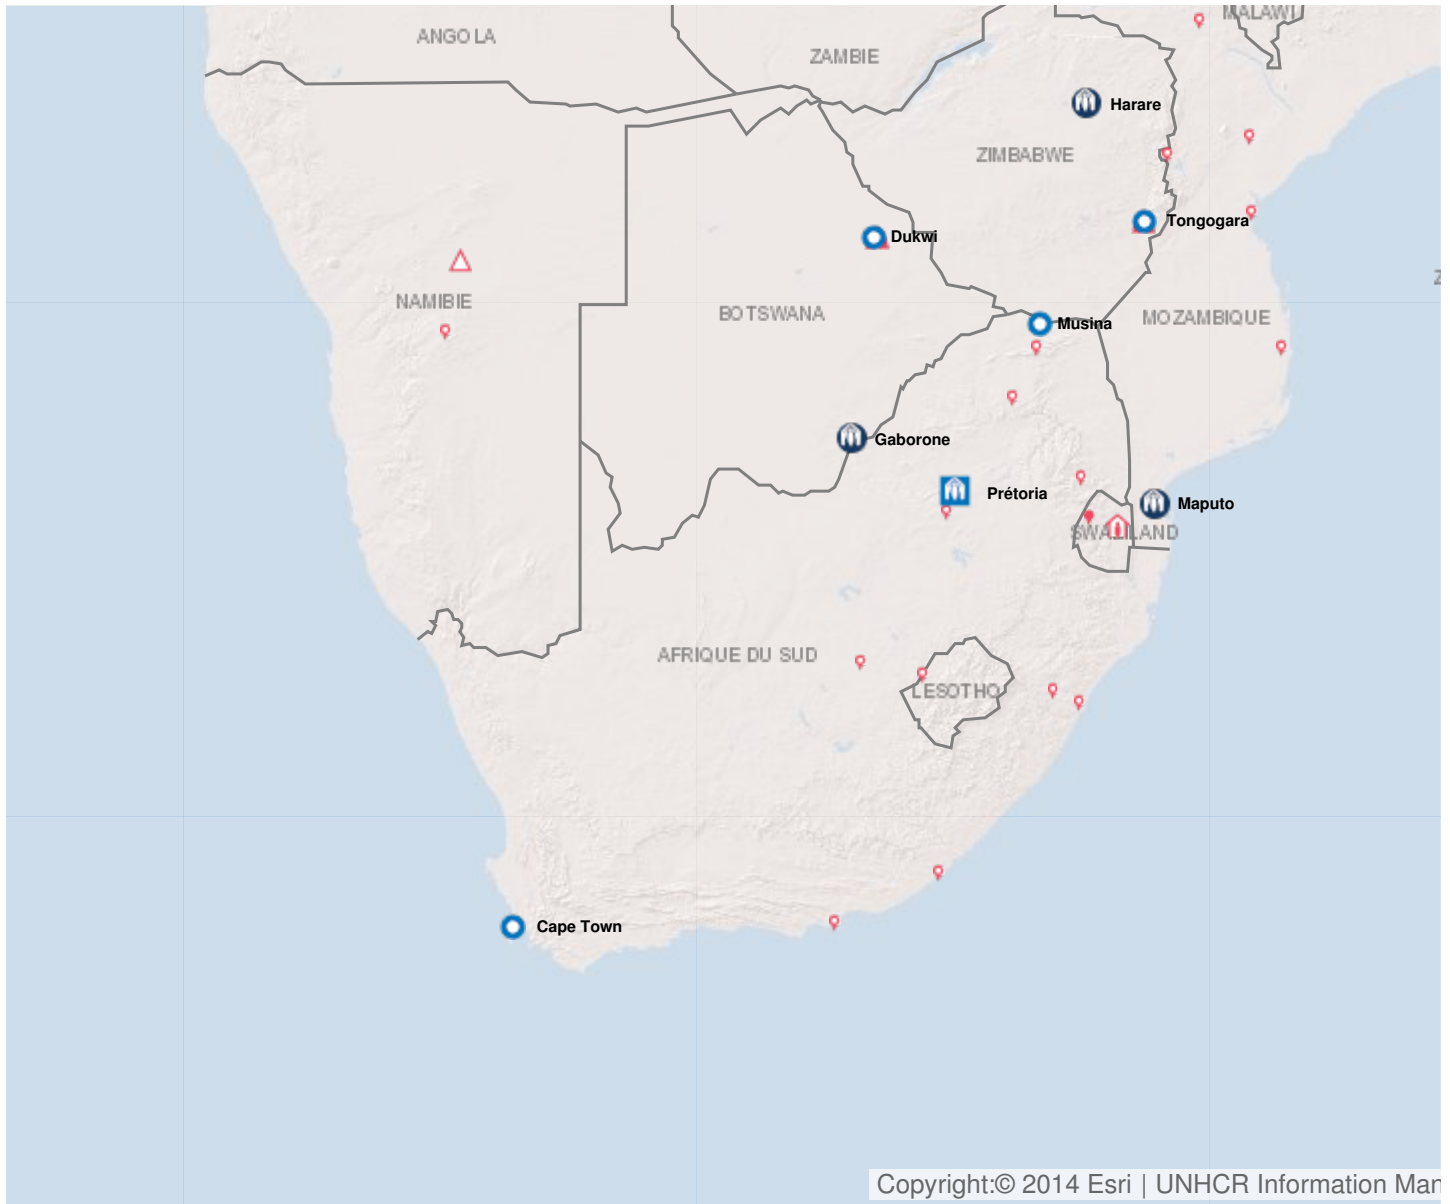 MALAWI
ANGOLA
ZAMBIE
Harare
ZIMBABWE
Tongogara
Dukwi
NAMIBIE
BOTSWANA
MOZAMBIQUE
Musina
Gaborone
Prétoria
Maputo
SWAZILAND
AFRIQUE DU SUD
LESOTHO
Cape Town
Copyright:© 2014 Esri | UNHCR Information Man